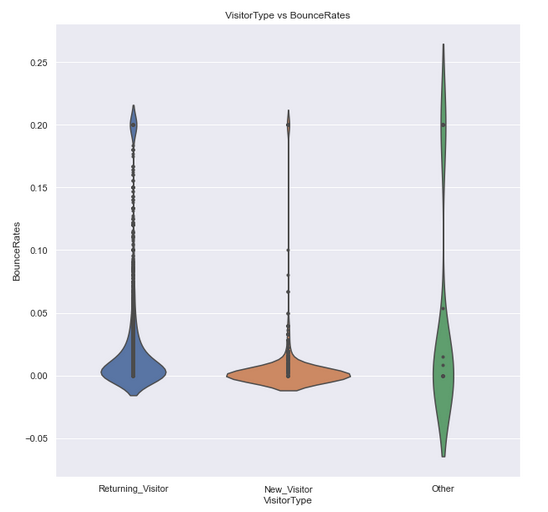 VisitorType vs BounceRates
0.25
0.20
0.15
0.10
0.05
0.00
−0.05
BounceRates
Returning_Visitor New_Visitor Other
VisitorType